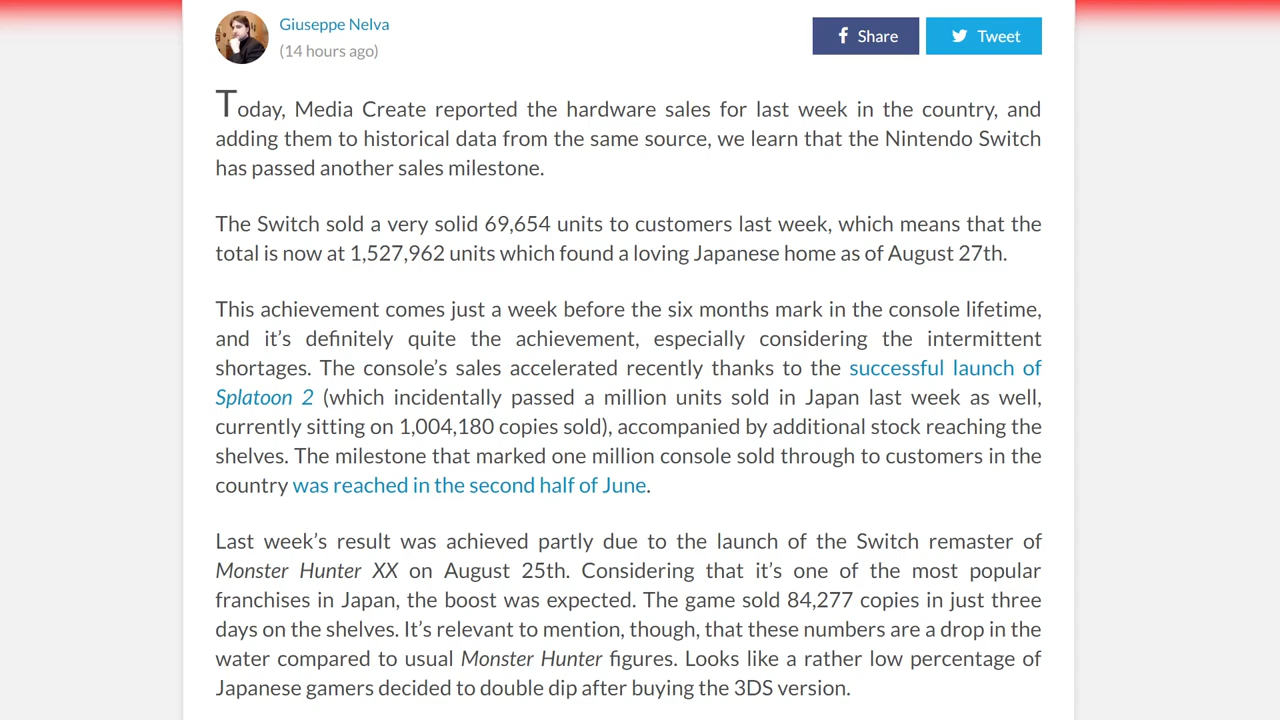 Giuseppe Nelva
(14 hours ago)
Share
Tweet
Today, Media Create reported the hardware sales for last week in the country, and
adding them to historical data from the same source, we learn that the Nintendo Switch
has passed another sales milestone.
The Switch sold a very solid 69,654 units to customers last week, which means that the
total is now at 1,527,962 units which found a loving Japanese home as of August 27th.
This achievement comes just a week before the six months mark in the console lifetime,
and it’s definitely quite the achievement, especially considering the intermittent
shortages. The console’s sales accelerated recently thanks to the successful launch of
Splatoon 2 (which incidentally passed a million units sold in Japan last week as well,
currently sitting on 1,004,180 copies sold), accompanied by additional stock reaching the
shelves. The milestone that marked one million console sold through to customers in the
country was reached in the second half of June.
Last week’s result was achieved partly due to the launch of the Switch remaster of
Monster Hunter XX on August 25th. Considering that it’s one of the most popular
franchises in Japan, the boost was expected. The game sold 84,277 copies in just three
days on the shelves. It’s relevant to mention, though, that these numbers are a drop in the
water compared to usual Monster Hunter figures. Looks like a rather low percentage of
Japanese gamers decided to double dip after buying the 3DS version.